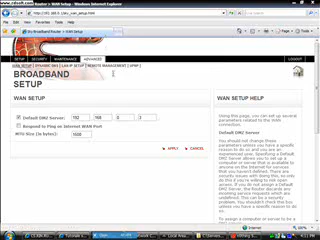 www.zdsoft.com Router > WAN Setup - Windows Internet Explorer
Sky Broadband Router > WAN Setup
SETUP SECURITY MAINTENANCE ADVANCED LOGOUT
WAN SETUP DYNAMIC DNS LAN IP SETUP REMOTE MANAGEMENT UPNP
BROADBAND
SETUP
WAN SETUP
Default DMZ Server: 192 168 0 3
Respond to Ping on Internet WAN Port
MTU Size (in bytes): 1500
APPLY CANCEL
WAN SETUP HELP
Using this page, you can set up
several parameters related to the WAN
connection.
Default DMZ Server
You should not change these
parameters unless you have a specific
reason to do so and you are an
experienced user. Specifying a Default
DMZ Server allows you to set up a
computer or server that is available to
anyone on the Internet for services
that you haven't defined. There are
security issues with doing this, so only
do this if you're willing to risk open
access. If you do not assign a Default
DMZ Server, the Router discards any
incoming service requests which are
undefined. This can be a security
problem. You shouldn't check this box
unless you have a specific reason to do
so.
To assign a computer or server to be a
4:11 PM